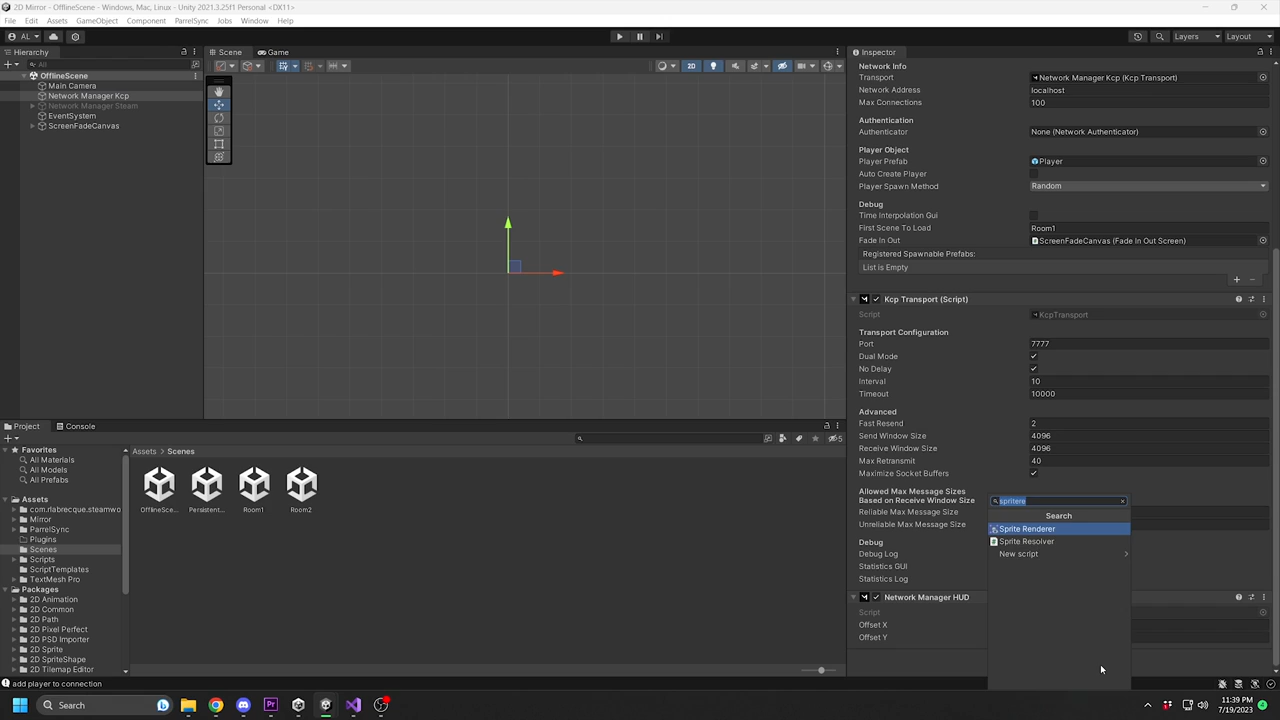 2D Mirror - OfflineScene - Windows, Mac, Linux - Unity 2021.3.25f1 Personal <DX11>
File Edit Assets GameObject Component ParrelSync Jobs Window Help
AL Layers Layout
Hierarchy
All
OfflineScene
Main Camera
Network Manager Kcp
Network Manager Steam
EventSystem
ScreenFadeCanvas
Scene Game
2D
Inspector
Network Info
Transport Network Manager Kcp (Kcp Transport)
Network Address localhost
Max Connections 100
Authentication
Authenticator None (Network Authenticator)
Player Object
Player Prefab Player
Auto Create Player
Player Spawn Method Random
Debug
Time Interpolation Gui
First Scene To Load Room1
Fade In Out ScreenFadeCanvas (Fade In Out Screen)
Registered Spawnable Prefabs:
List is Empty
Kcp Transport (Script)
Script KcpTransport
Transport Configuration
Port 7777
Dual Mode
No Delay
Interval 10
Timeout 10000
Advanced
Fast Resend 2
Send Window Size 4096
Receive Window Size 4096
Max Retransmit 40
Maximize Socket Buffers
Allowed Max Message Sizes
Based on Receive Window Size
Reliable Max Message Size
Unreliable Max Message Size
Debug
Debug Log
Statistics GUI
Statistics Log
Network Manager HUD
Script
Offset X
Offset Y
spritere
Search
Sprite Renderer
Sprite Resolver
New script
Project Console
5
Favorites
All Materials
All Models
All Prefabs
Assets
com.rlabrecque.steamwo
Mirror
ParrelSync
Plugins
Scenes
Scripts
ScriptTemplates
TextMesh Pro
Packages
2D Animation
2D Common
2D Path
2D Pixel Perfect
2D PSD Importer
2D Sprite
2D SpriteShape
2D Tilemap Editor
Assets Scenes
OfflineSce... Persistent... Room1 Room2
add player to connection
Search
11:39 PM
7/19/2023
4